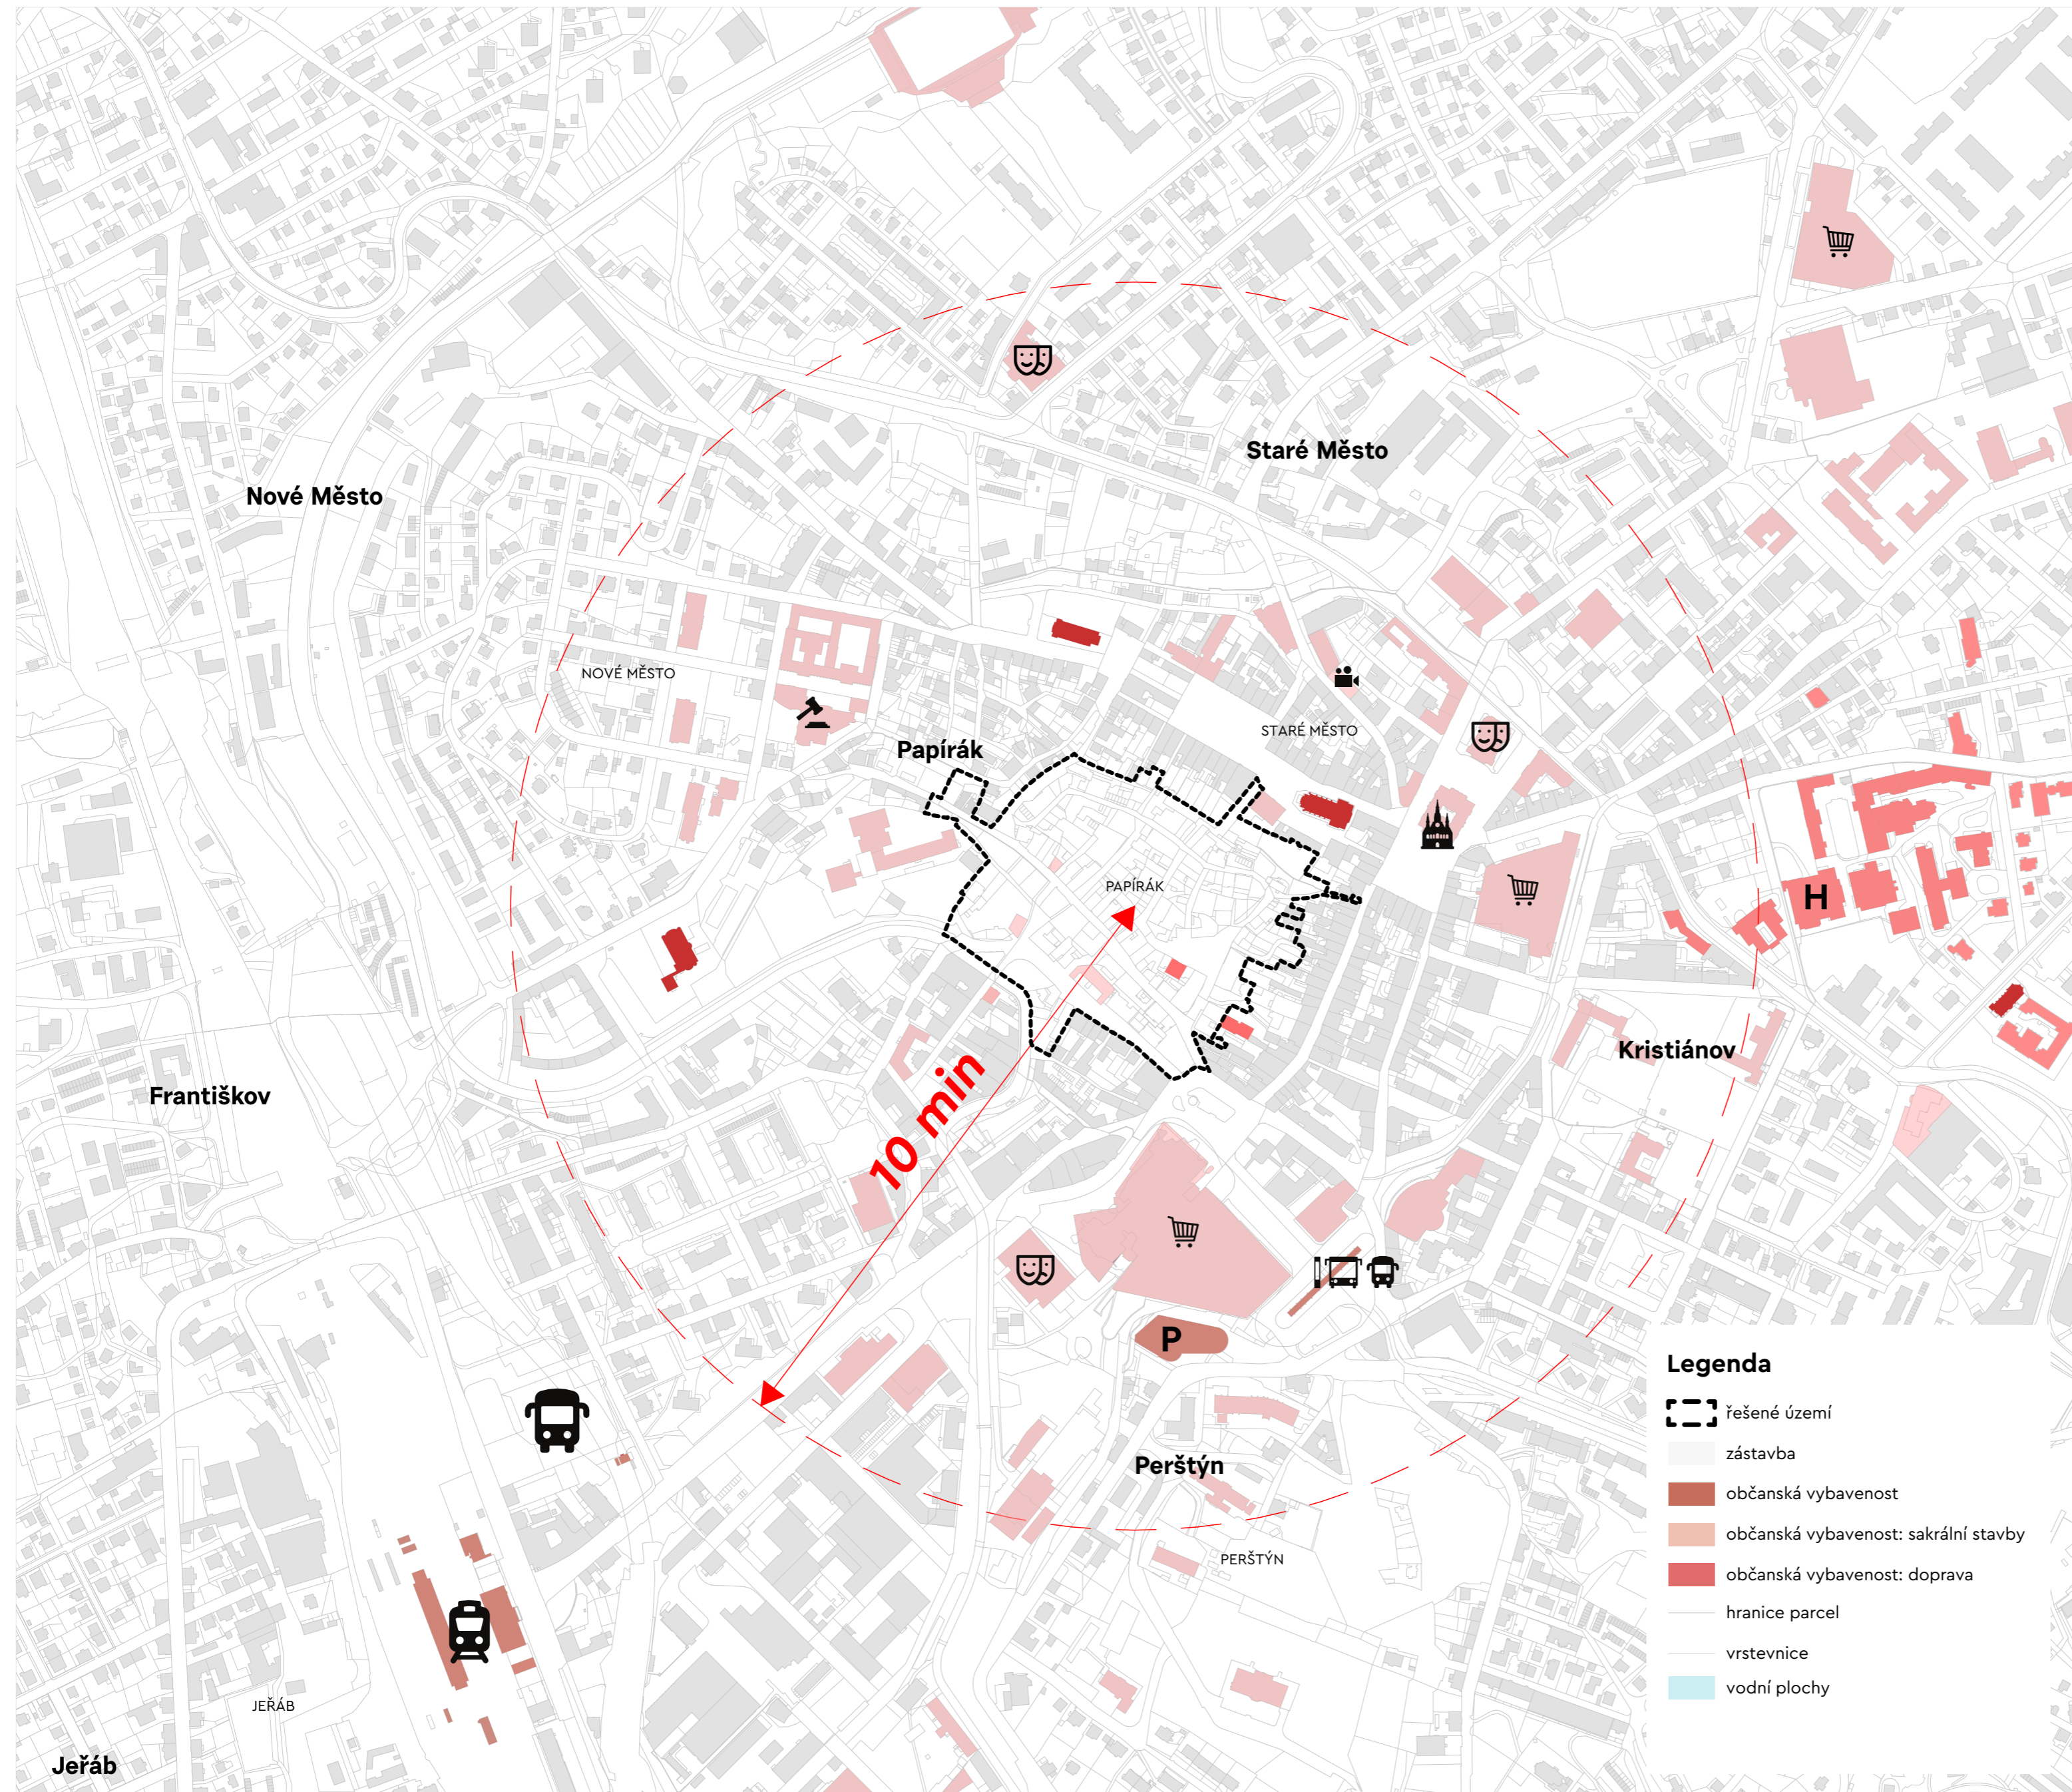 Staré Město
Nové Město
NOVÉ MĚSTO
STARÉ MĚSTO
Papírák
PAPÍRÁK
H
Kristiánov
Františkov
10 min
P
Perštýn
PERŠTÝN
JEŘÁB
Jeřáb
Legenda
řešené území
zástavba
občanská vybavenost
občanská vybavenost: sakrální stavby
občanská vybavenost: doprava
hranice parcel
vrstevnice
vodní plochy